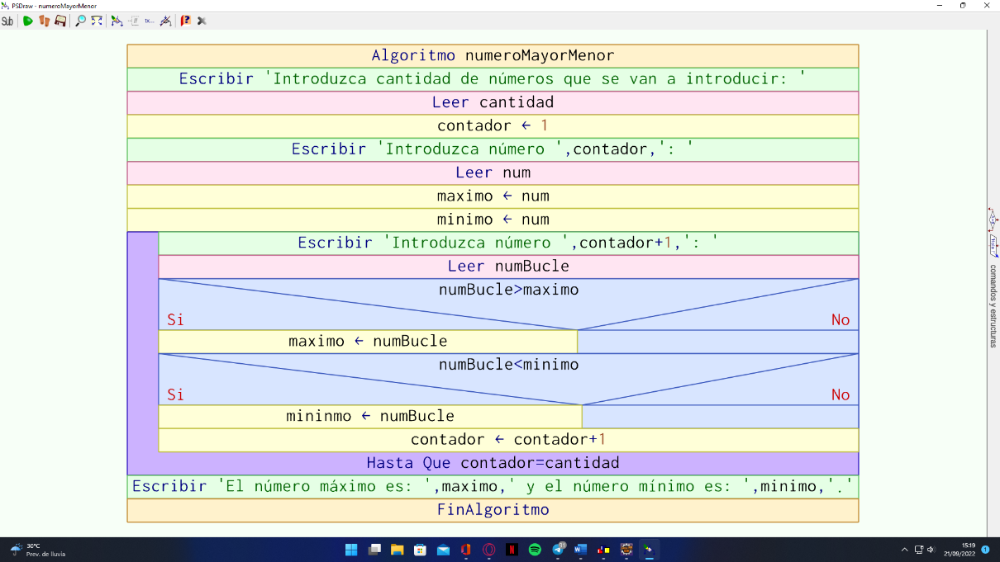 PSDraw - numeroMayorMenor
Sub
Algoritmo numeroMayorMenor
Escribir 'Introduzca cantidad de números que se van a introducir: '
Leer cantidad
contador ← 1
Escribir 'Introduzca número ',contador,': '
Leer num
maximo ← num
minimo ← num
Escribir 'Introduzca número ',contador+1,': '
Leer numBucle
numBucle>maximo
Si No
maximo ← numBucle
numBucle<minimo
Si No
mininmo ← numBucle
contador ← contador+1
Hasta Que contador=cantidad
Escribir 'El número máximo es: ',maximo,' y el número mínimo es: ',minimo,'.'
FinAlgoritmo
comandos y estructuras
30°C
Prev. de lluvia
15:19
21/09/2022